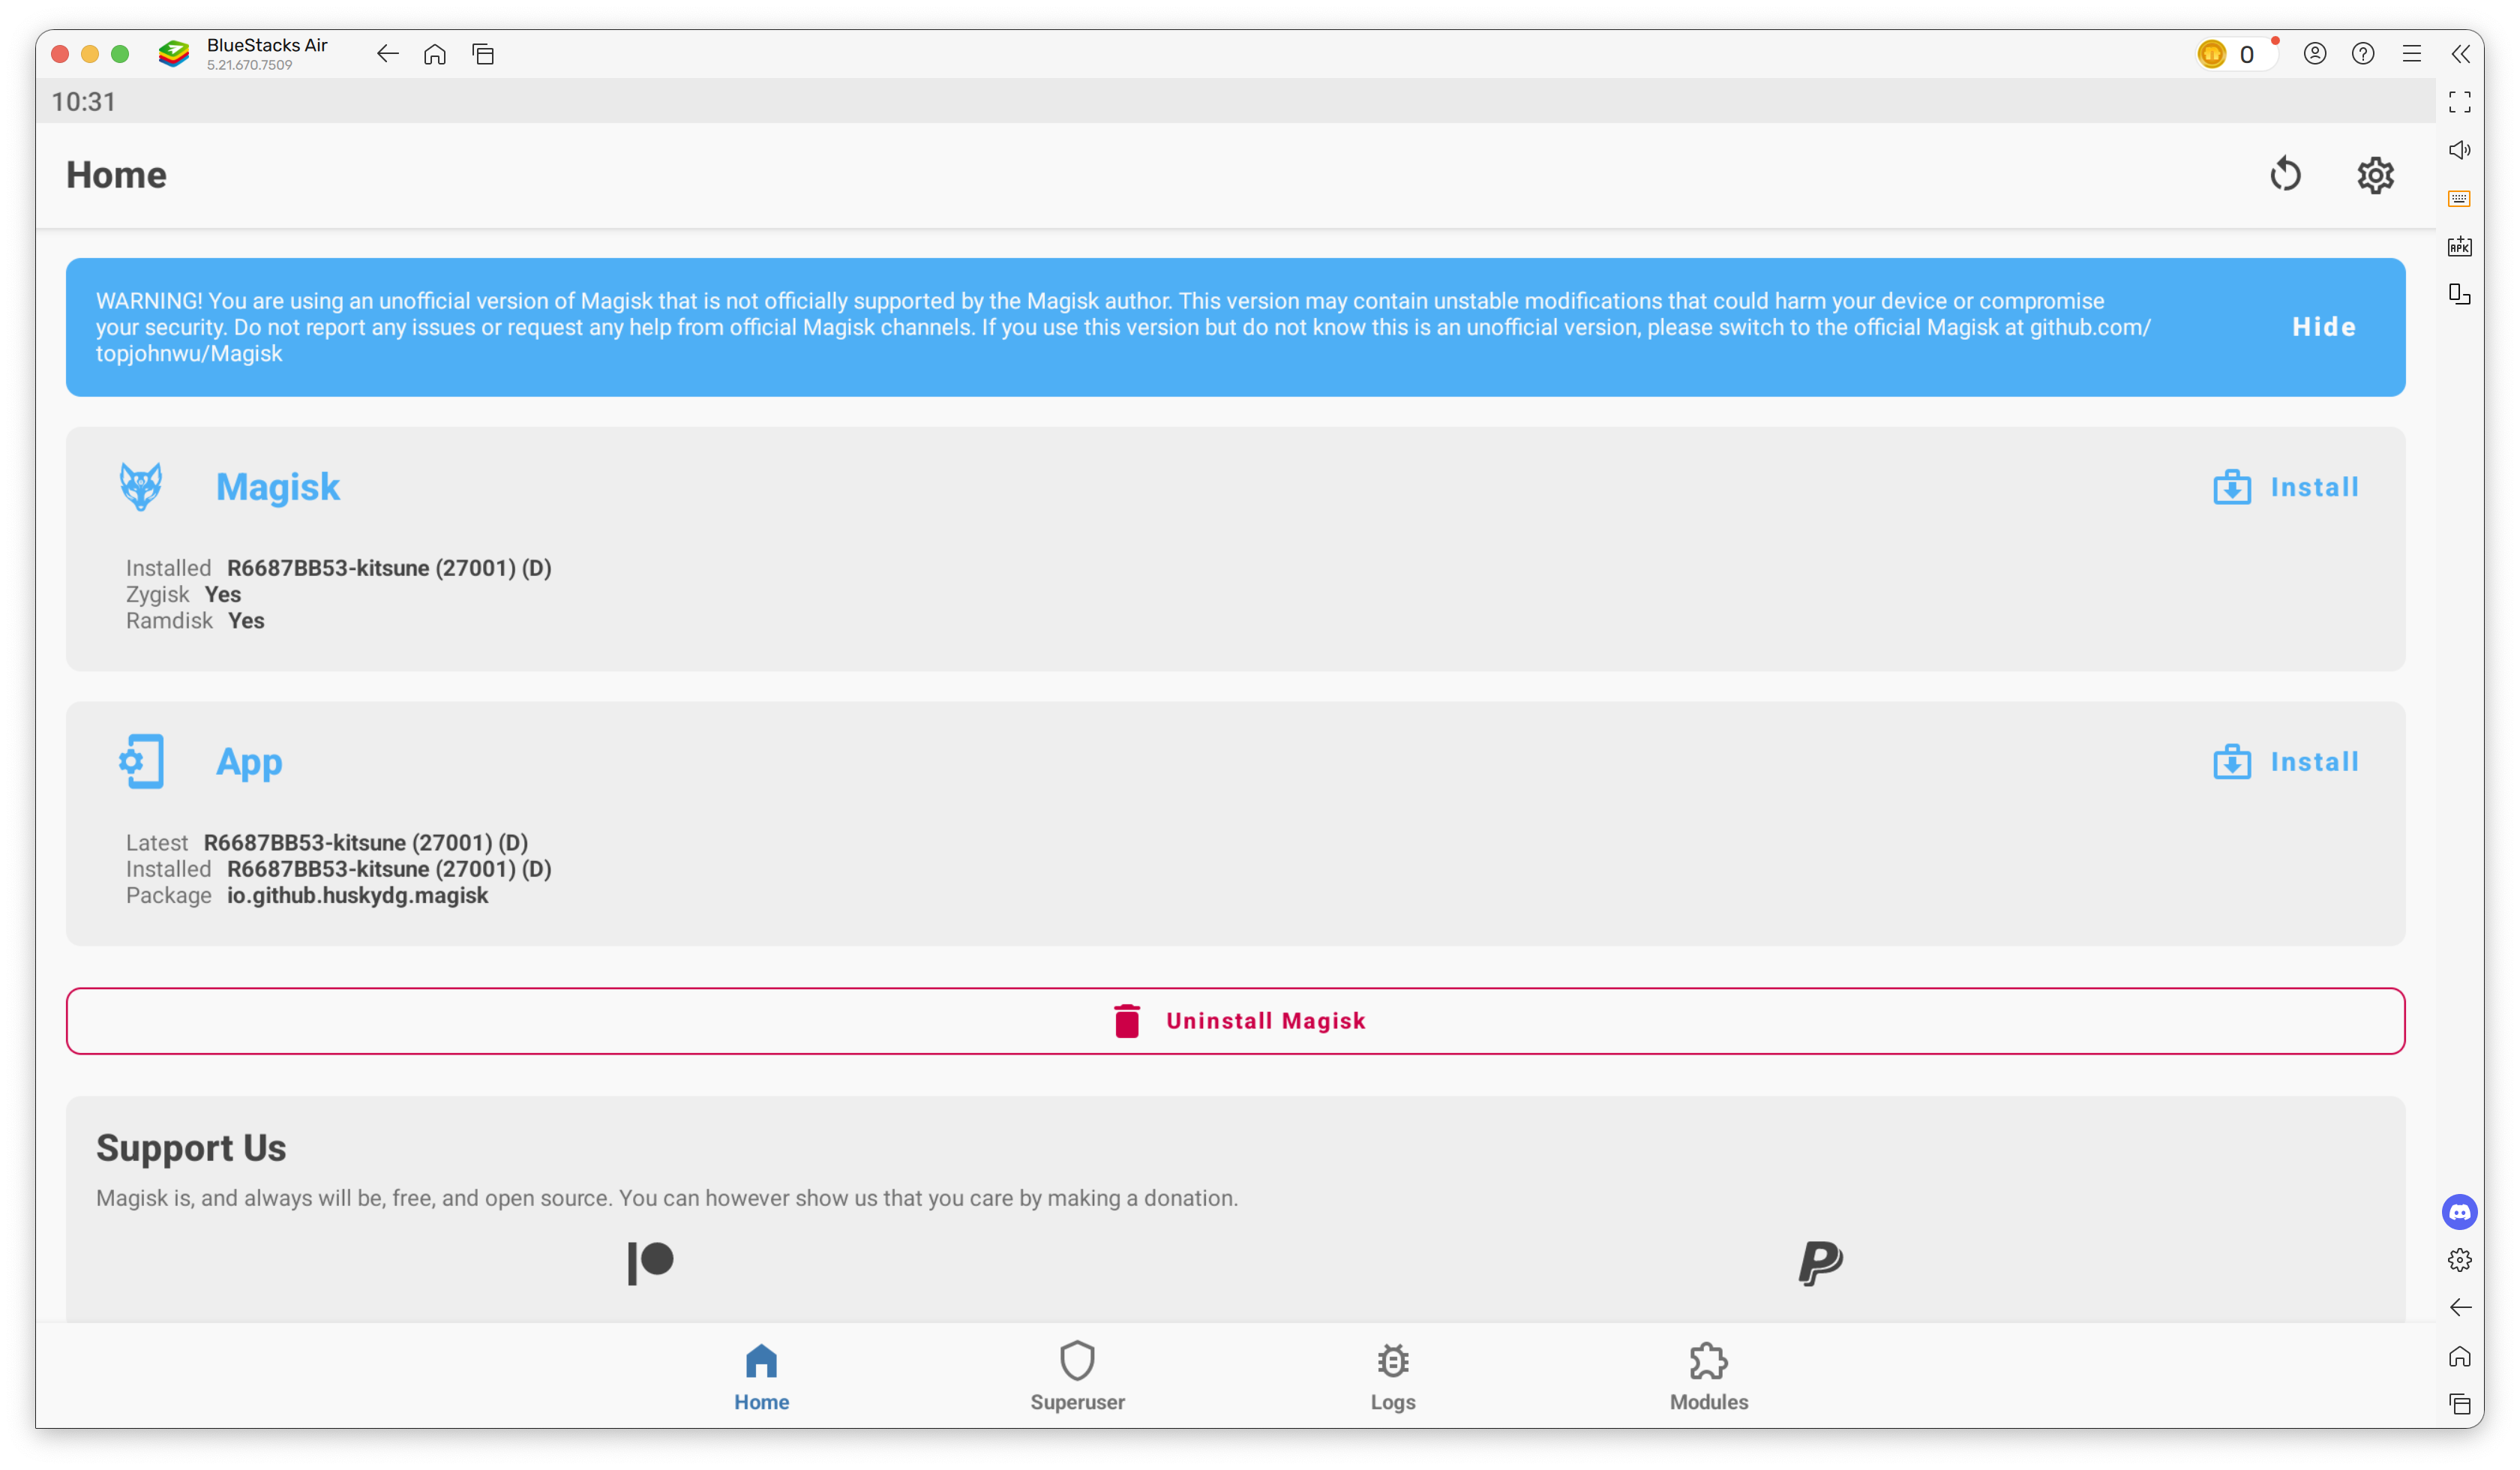 BlueStacks Air
5.21.670.7509
0
10:31
Home
WARNING! You are using an unofficial version of Magisk that is not officially supported by the Magisk author. This version may contain unstable modifications that could harm your device or compromise
your security. Do not report any issues or request any help from official Magisk channels. If you use this version but do not know this is an unofficial version, please switch to the official Magisk at github.com/
topjohnwu/Magisk
Hide
Magisk
Install
Installed R6687BB53-kitsune (27001) (D)
Zygisk Yes
Ramdisk Yes
App
Install
Latest R6687BB53-kitsune (27001) (D)
Installed R6687BB53-kitsune (27001) (D)
Package io.github.huskydg.magisk
Uninstall Magisk
Support Us
Magisk is, and always will be, free, and open source. You can however show us that you care by making a donation.
Home
Superuser
Logs
Modules
APK